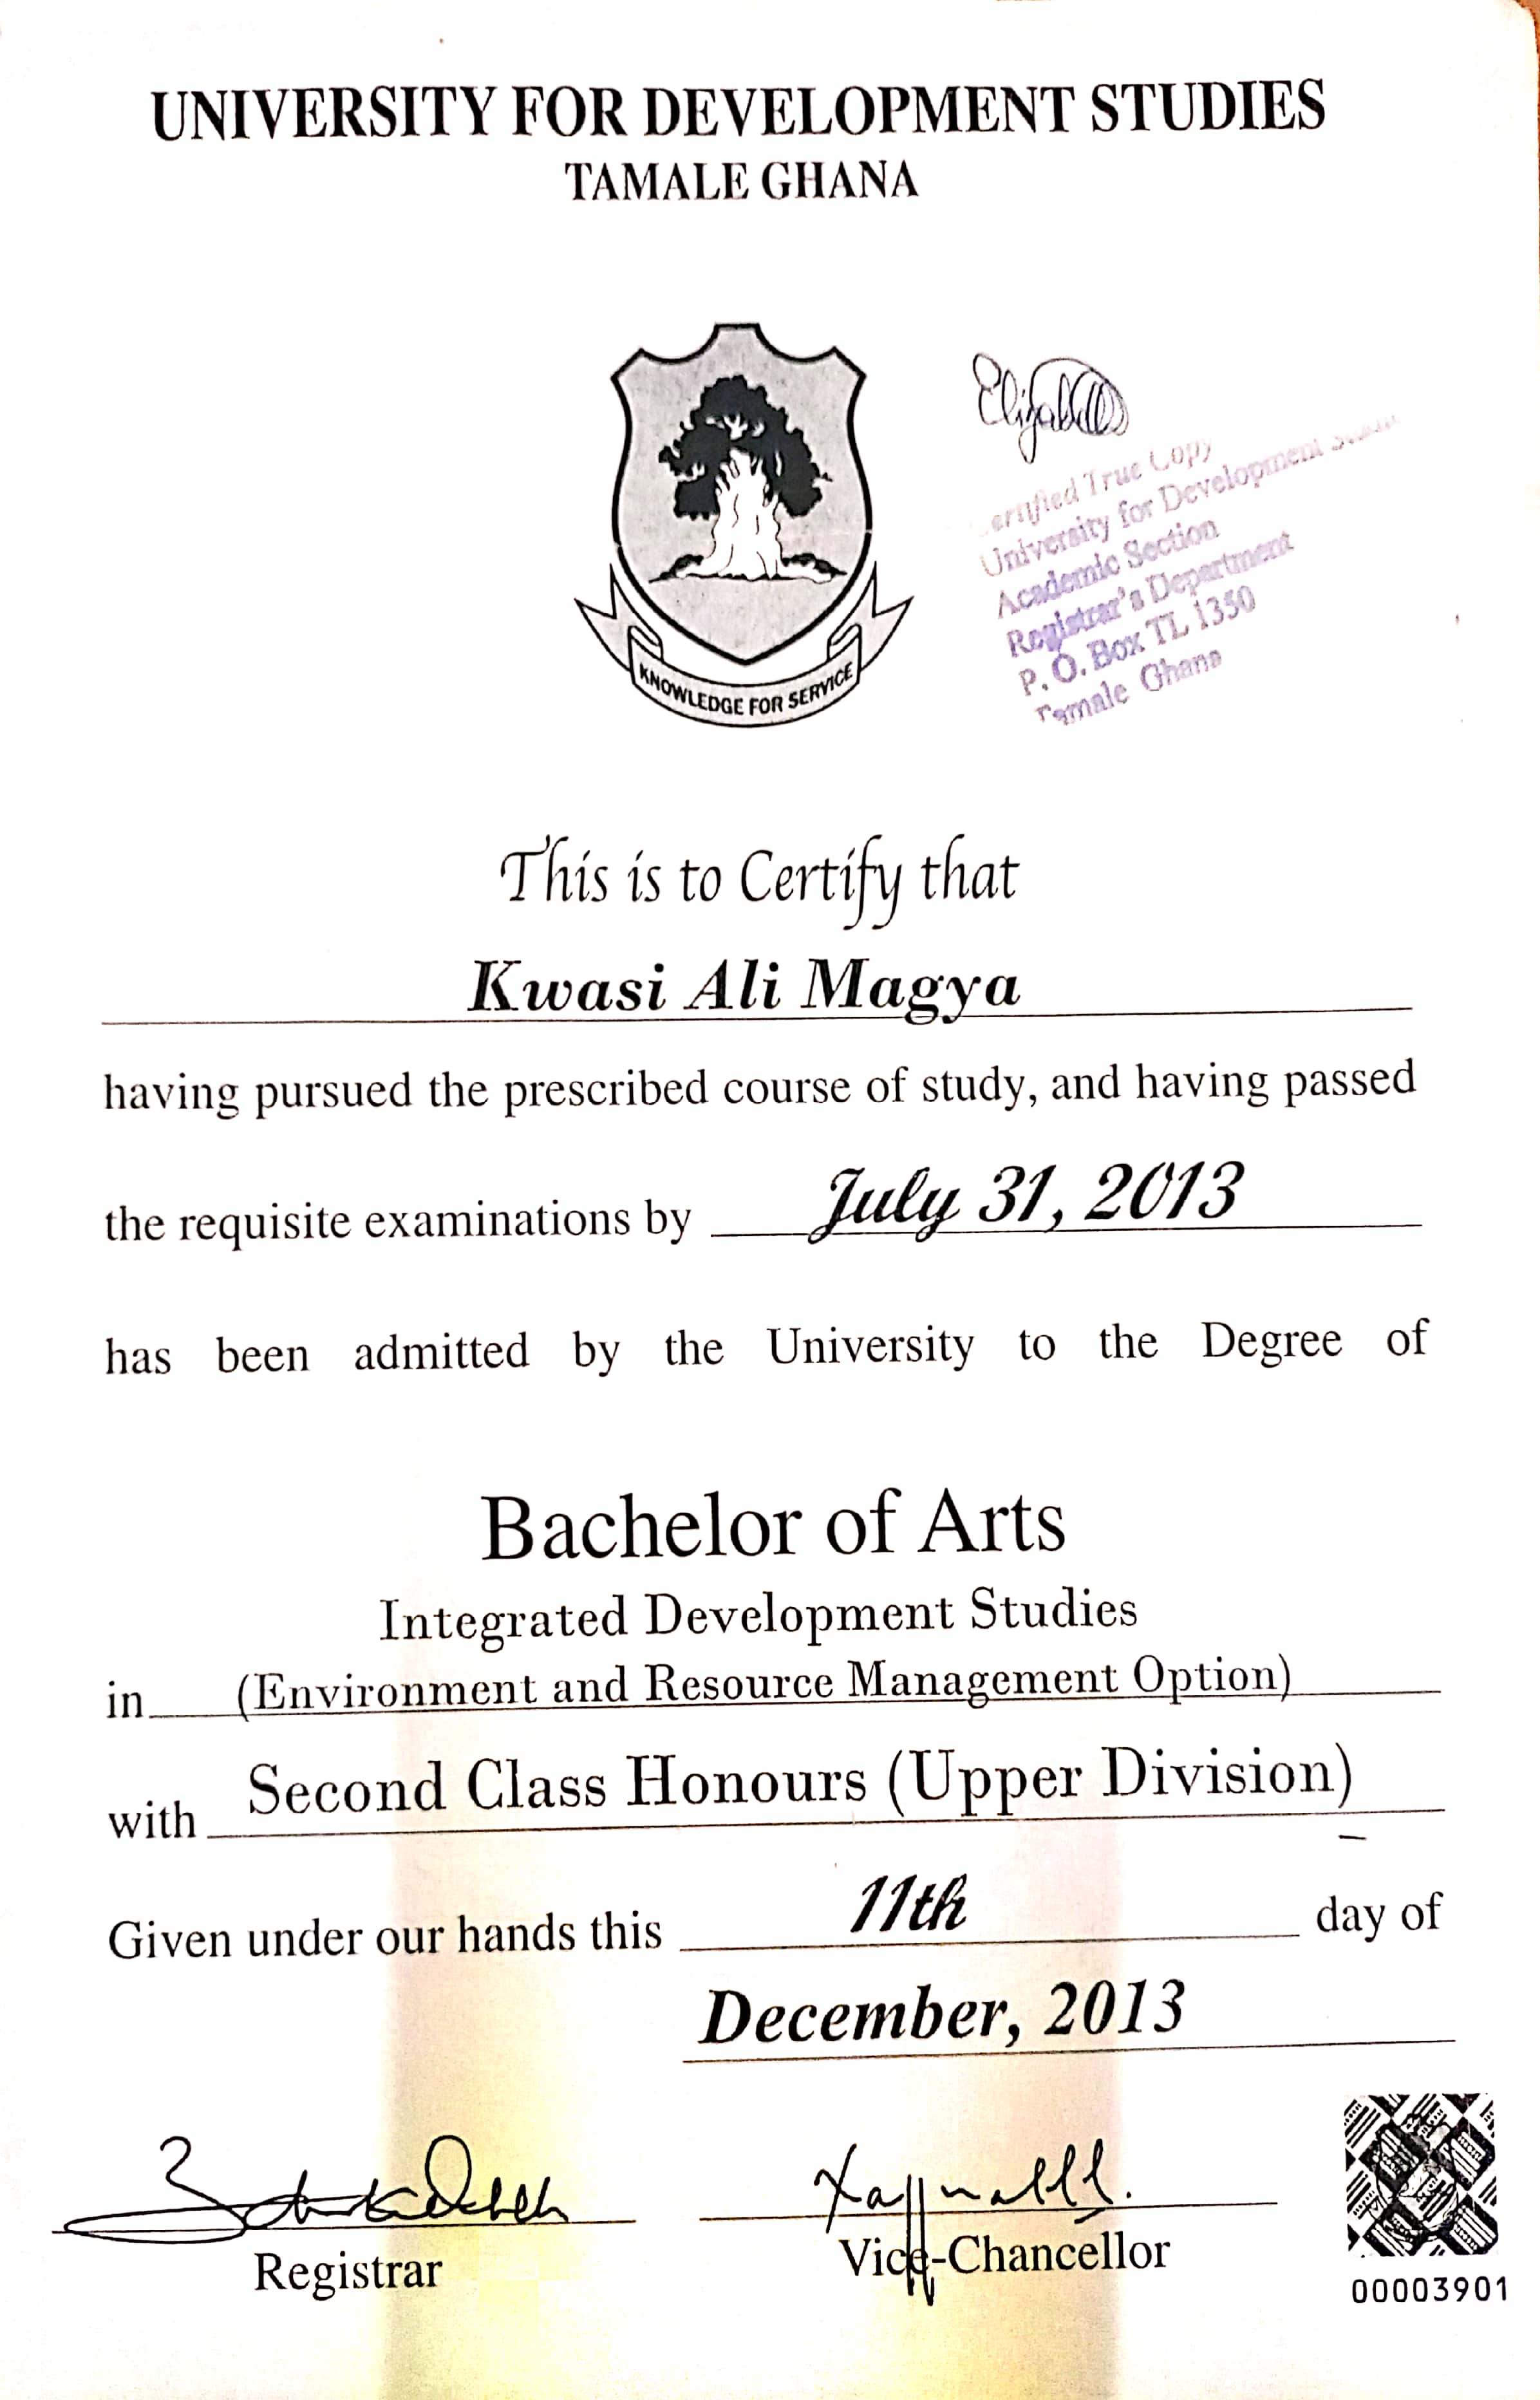 UNIVERSITY FOR DEVELOPMENT STUDIES
TAMALE GHANA
KNOWLEDGE FOR SERVICE
True Copy
University for Development
Academic Section
Registrar's Department
P. O. Box TL 1350
Tamale Ghana
This is to Certify that
Kwasi Ali Magya
having pursued the prescribed course of study, and having passed
the requisite examinations by July 31, 2013
has been admitted by the University to the Degree of
Bachelor of Arts
Integrated Development Studies
in (Environment and Resource Management Option)
with Second Class Honours (Upper Division)
Given under our hands this 11th day of
December, 2013
Registrar
Vice-Chancellor
00003901